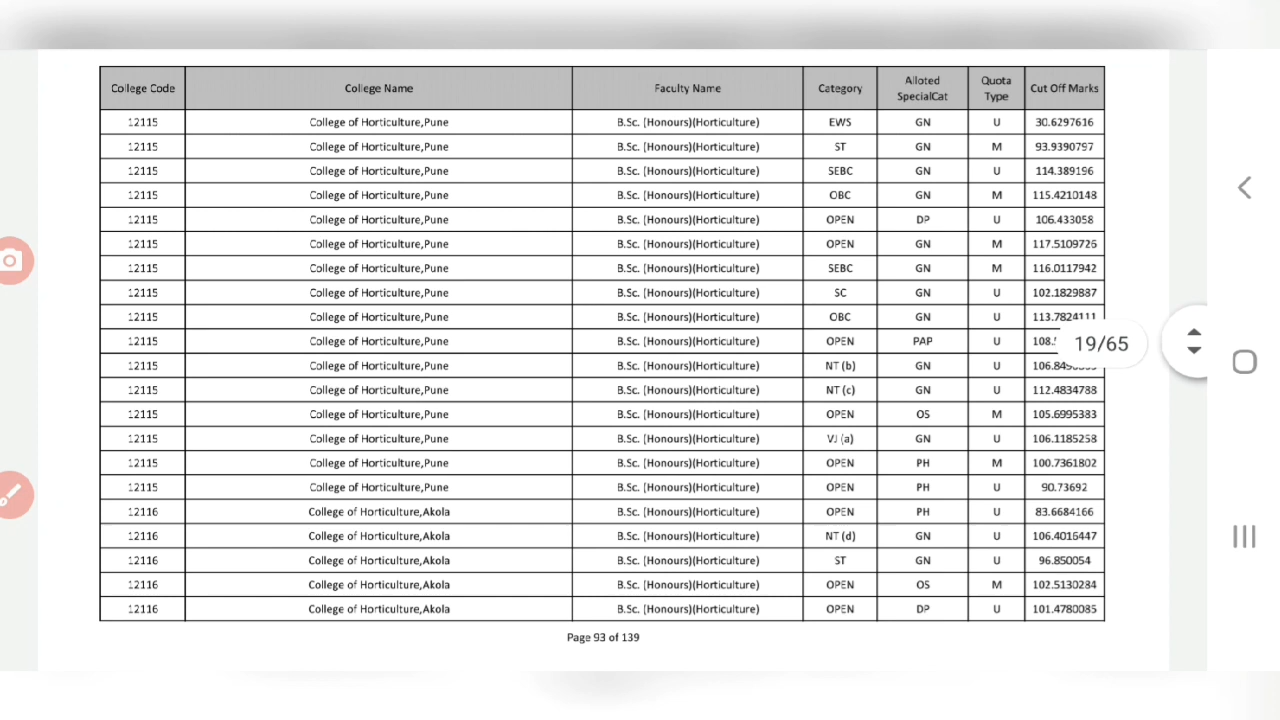 College Code College Name Faculty Name Category Alloted SpecialCat Quota Type Cut Off Marks
12115 College of Horticulture,Pune B.Sc. (Honours)(Horticulture) EWS GN U 30.6297616
12115 College of Horticulture,Pune B.Sc. (Honours)(Horticulture) ST GN M 93.9390797
12115 College of Horticulture,Pune B.Sc. (Honours)(Horticulture) SEBC GN U 114.389196
12115 College of Horticulture,Pune B.Sc. (Honours)(Horticulture) OBC GN M 115.4210148
12115 College of Horticulture,Pune B.Sc. (Honours)(Horticulture) OPEN DP U 106.433058
12115 College of Horticulture,Pune B.Sc. (Honours)(Horticulture) OPEN GN M 117.5109726
12115 College of Horticulture,Pune B.Sc. (Honours)(Horticulture) SEBC GN M 116.0117942
12115 College of Horticulture,Pune B.Sc. (Honours)(Horticulture) SC GN U 102.1829887
12115 College of Horticulture,Pune B.Sc. (Honours)(Horticulture) OBC GN U 113.7824111
12115 College of Horticulture,Pune B.Sc. (Honours)(Horticulture) OPEN PAP U
19/65
12115 College of Horticulture,Pune B.Sc. (Honours)(Horticulture) NT (b) GN U
12115 College of Horticulture,Pune B.Sc. (Honours)(Horticulture) NT (c) GN U 112.4834788
12115 College of Horticulture,Pune B.Sc. (Honours)(Horticulture) OPEN OS M 105.6995383
12115 College of Horticulture,Pune B.Sc. (Honours)(Horticulture) VJ (a) GN U 106.1185258
12115 College of Horticulture,Pune B.Sc. (Honours)(Horticulture) OPEN PH M 100.7361802
12115 College of Horticulture,Pune B.Sc. (Honours)(Horticulture) OPEN PH U 90.73692
12116 College of Horticulture,Akola B.Sc. (Honours)(Horticulture) OPEN PH U 83.6684166
12116 College of Horticulture,Akola B.Sc. (Honours)(Horticulture) NT (d) GN U 106.4016447
12116 College of Horticulture,Akola B.Sc. (Honours)(Horticulture) ST GN U 96.850054
12116 College of Horticulture,Akola B.Sc. (Honours)(Horticulture) OPEN OS M 102.5130284
12116 College of Horticulture,Akola B.Sc. (Honours)(Horticulture) OPEN DP U 101.4780085
Page 93 of 139